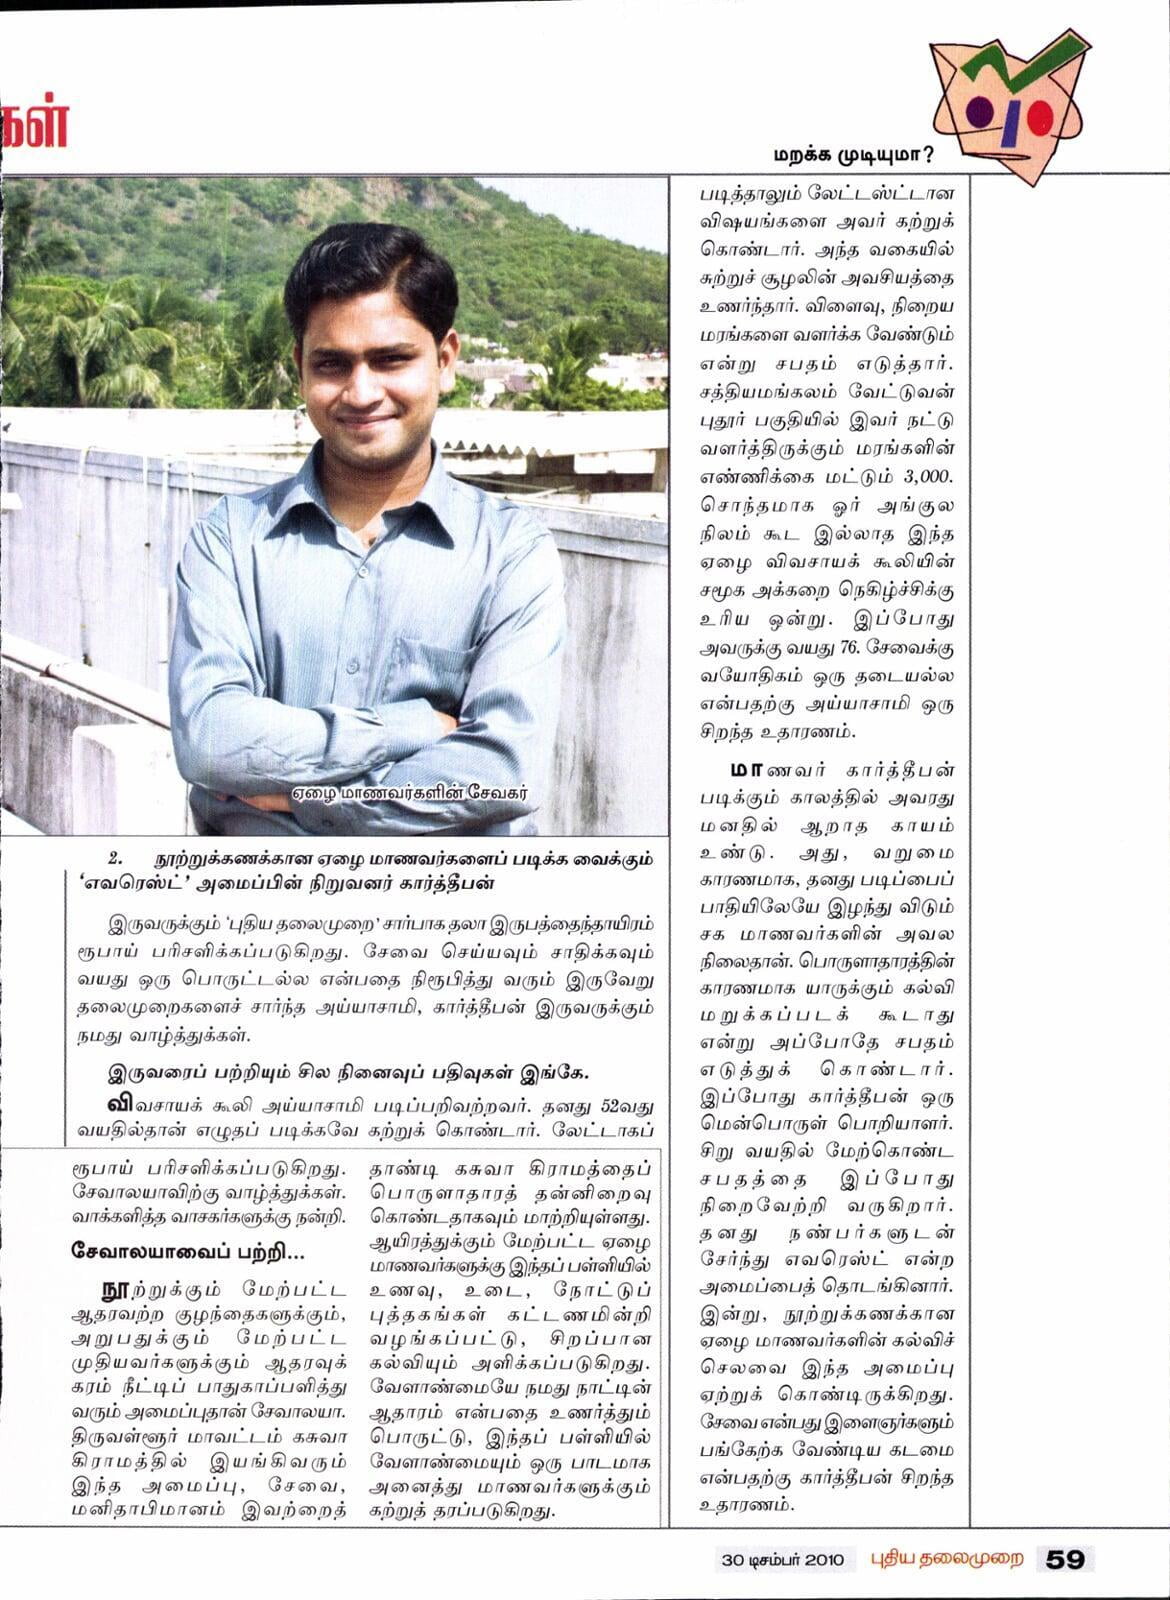 கள்
மறக்க முடியுமா?
ஏழை மாணவர்களின் சேவகர்
2. நூற்றுக்கணக்கான ஏழை மாணவர்களைப் படிக்க வைக்கும்
‘எவரெஸ்ட்’ அமைப்பின் நிறுவனர் கார்த்தீபன்
இருவருக்கும் ‘புதிய தலைமுறை’ சார்பாக தலா இருபத்தைந்தாயிரம்
ரூபாய் பரிசளிக்கப்படுகிறது. சேவை செய்யவும் சாதிக்கவும்
வயது ஒரு பொருட்டல்ல என்பதை நிரூபித்து வரும் இருவேறு
தலைமுறைகளைச் சார்ந்த அய்யாசாமி, கார்த்தீபன் இருவருக்கும்
நமது வாழ்த்துக்கள்.
இருவரைப் பற்றியும் சில நினைவுப் பதிவுகள் இங்கே.
விவசாயக் கூலி அய்யாசாமி படிப்பறிவற்றவர். தனது 52வது
வயதில்தான் எழுதப் படிக்கவே கற்றுக் கொண்டார். லேட்டாகப்
படித்தாலும் லேட்டஸ்ட்டான
விஷயங்களை அவர் கற்றுக்
கொண்டார். அந்த வகையில்
சுற்றுச் சூழலின் அவசியத்தை
உணர்ந்தார். விளைவு, நிறைய
மரங்களை வளர்க்க வேண்டும்
என்று சபதம் எடுத்தார்.
சத்தியமங்கலம் வேட்டுவன்
புதூர் பகுதியில் இவர் நட்டு
வளர்த்திருக்கும் மரங்களின்
எண்ணிக்கை மட்டும் 3,000.
சொந்தமாக ஓர் அங்குல
நிலம் கூட இல்லாத இந்த
ஏழை விவசாயக் கூலியின்
சமூக அக்கறை நெகிழ்ச்சிக்கு
உரிய ஒன்று. இப்போது
அவருக்கு வயது 76. சேவைக்கு
வயோதிகம் ஒரு தடையல்ல
என்பதற்கு அய்யாசாமி ஒரு
சிறந்த உதாரணம்.
மாணவர் கார்த்தீபன்
படிக்கும் காலத்தில் அவரது
மனதில் ஆறாத காயம்
உண்டு. அது, வறுமை
காரணமாக, தனது படிப்பைப்
பாதியிலேயே இழந்து விடும்
சக மாணவர்களின் அவல
நிலைதான். பொருளாதாரத்தின்
காரணமாக யாருக்கும் கல்வி
மறுக்கப்படக் கூடாது
என்று அப்போதே சபதம்
எடுத்துக் கொண்டார்.
இப்போது கார்த்தீபன் ஒரு
மென்பொருள் பொறியாளர்.
சிறு வயதில் மேற்கொண்ட
சபதத்தை இப்போது
நிறைவேற்றி வருகிறார்.
தனது நண்பர்களுடன்
சேர்ந்து எவரெஸ்ட் என்ற
அமைப்பைத் தொடங்கினார்.
இன்று, நூற்றுக்கணக்கான
ஏழை மாணவர்களின் கல்விச்
செலவை இந்த அமைப்பு
ஏற்றுக் கொண்டிருக்கிறது.
சேவை என்பது இளைஞர்களும்
பங்கேற்க வேண்டிய கடமை
என்பதற்கு கார்த்தீபன் சிறந்த
உதாரணம்.
ரூபாய் பரிசளிக்கப்படுகிறது.
சேவாலயாவிற்கு வாழ்த்துக்கள்.
வாக்களித்த வாசகர்களுக்கு நன்றி.
சேவாலயாவைப் பற்றி...
நூற்றுக்கும் மேற்பட்ட
ஆதரவற்ற குழந்தைகளுக்கும்,
அறுபதுக்கும் மேற்பட்ட
முதியவர்களுக்கும் ஆதரவுக்
கரம் நீட்டிப் பாதுகாப்பளித்து
வரும் அமைப்புதான் சேவாலயா.
திருவள்ளூர் மாவட்டம் கசுவா
கிராமத்தில் இயங்கிவரும்
இந்த அமைப்பு, சேவை,
மனிதாபிமானம் இவற்றைத்
தாண்டி கசுவா கிராமத்தைப்
பொருளாதாரத் தன்னிறைவு
கொண்டதாகவும் மாற்றியுள்ளது.
ஆயிரத்துக்கும் மேற்பட்ட ஏழை
மாணவர்களுக்கு இந்தப் பள்ளியில்
உணவு, உடை, நோட்டுப்
புத்தகங்கள் கட்டணமின்றி
வழங்கப்பட்டு, சிறப்பான
கல்வியும் அளிக்கப்படுகிறது.
வேளாண்மையே நமது நாட்டின்
ஆதாரம் என்பதை உணர்த்தும்
பொருட்டு, இந்தப் பள்ளியில்
வேளாண்மையும் ஒரு பாடமாக
அனைத்து மாணவர்களுக்கும்
கற்றுத் தரப்படுகிறது.
30 டிசம்பர் 2010 புதிய தலைமுறை 59